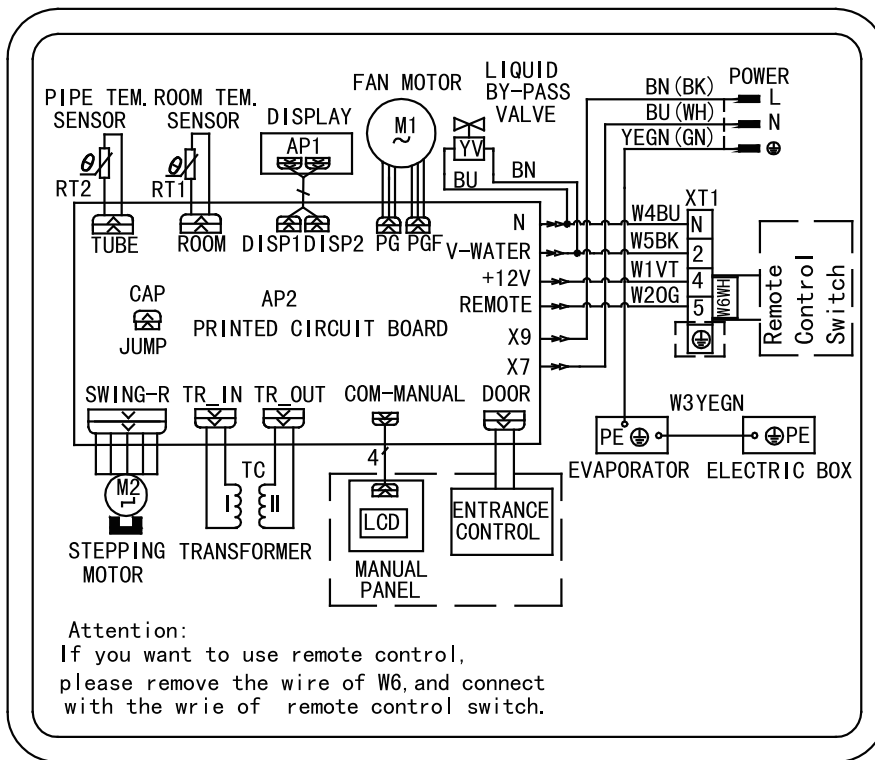 PIPE TEM. ROOM TEM.
SENSOR SENSOR
RT2 RT1
DISPLAY
AP1
FAN MOTOR
M1
~
LIQUID
BY-PASS
VALVE
YV
BU
BN
BN(BK)
BU(WH)
YEGN(GN)
POWER
L
N
XT1
N
2
4
5
W4BU
W5BK
W1VT
W2OG
W6WH
Remote
Control
Switch
TUBE ROOM DISP1 DISP2 PG PGF
N
V-WATER
+12V
REMOTE
X9
X7
CAP
JUMP
AP2
PRINTED CIRCUIT BOARD
SWING-R TR_IN TR_OUT COM-MANUAL DOOR
M2
STEPPING
MOTOR
TC
I II
TRANSFORMER
4
LCD
MANUAL
PANEL
ENTRANCE
CONTROL
W3YEGN
PE
PE
EVAPORATOR ELECTRIC BOX
Attention:
If you want to use remote control,
please remove the wire of W6, and connect
with the wrie of remote control switch.